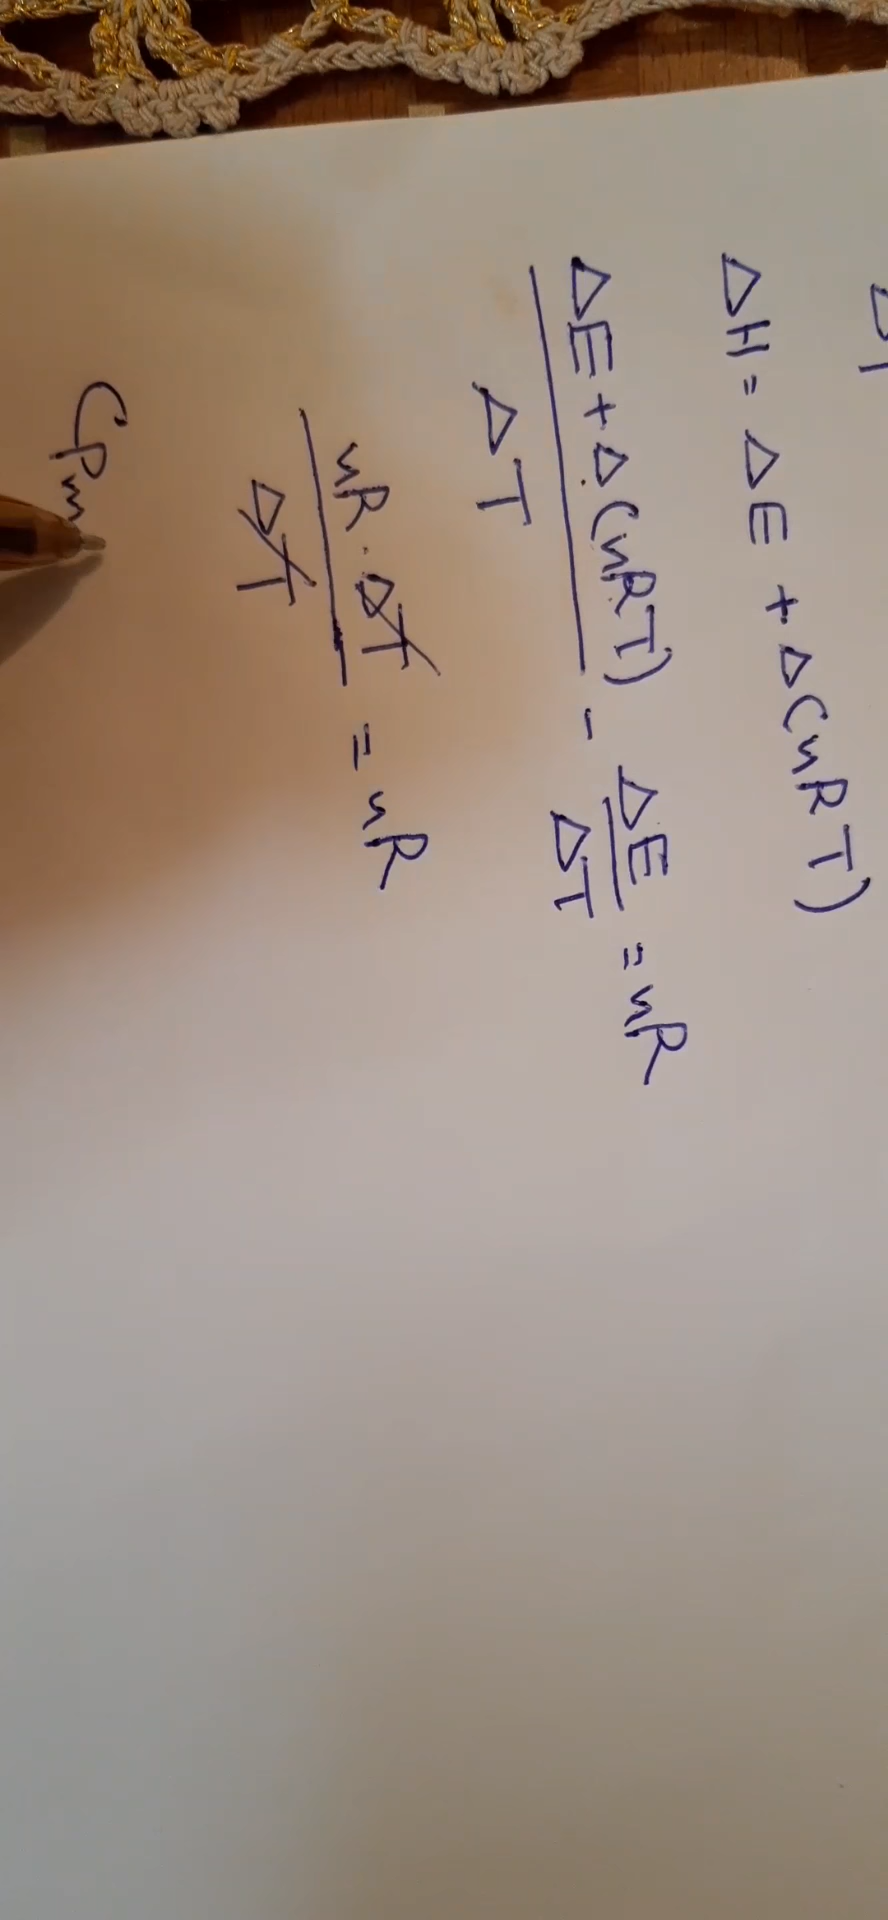 ΔH = ΔE + Δ(nRT)
(ΔE + Δ(nRT))/ΔT - ΔE/ΔT = nR
(nR · ΔT)/ΔT = nR
Cpm